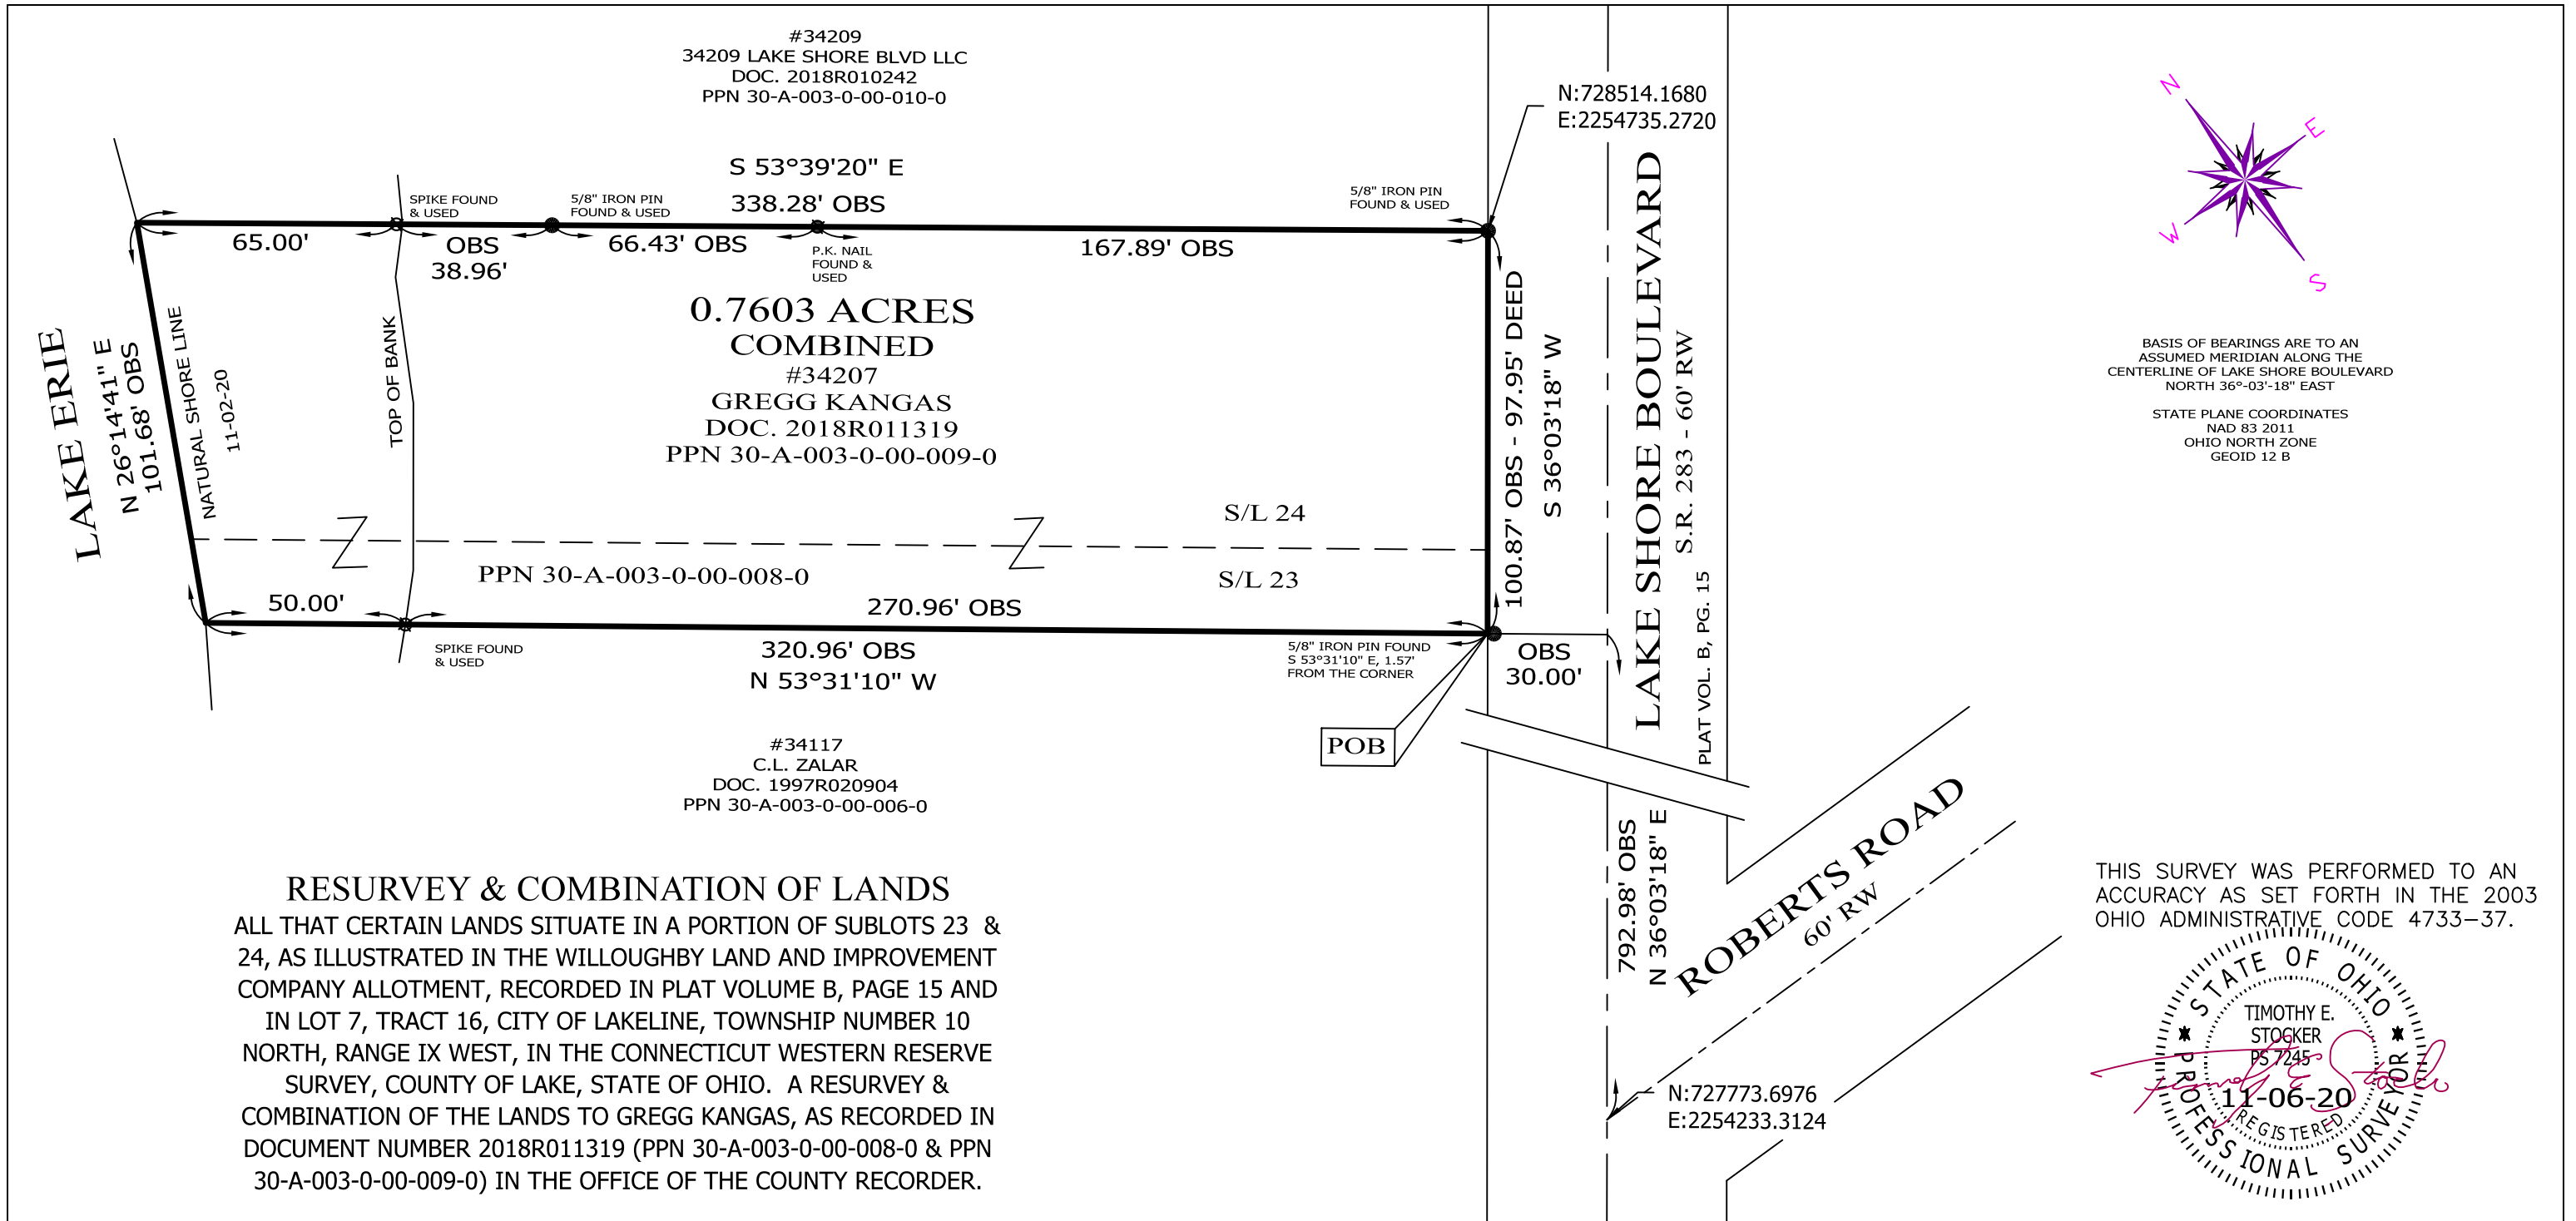 #34209
34209 LAKE SHORE BLVD LLC
DOC. 2018R010242
PPN 30-A-003-0-00-010-0
N:728514.1680
E:2254735.2720
N
E
W
S
S 53°39'20" E
338.28' OBS
SPIKE FOUND
& USED
5/8" IRON PIN
FOUND & USED
5/8" IRON PIN
FOUND & USED
65.00'
OBS
38.96'
66.43' OBS
P.K. NAIL
FOUND &
USED
167.89' OBS
LAKE ERIE
N 26°14'41" E
101.68' OBS
NATURAL SHORE LINE
11-02-20
TOP OF BANK
0.7603 ACRES
COMBINED
#34207
GREGG KANGAS
DOC. 2018R011319
PPN 30-A-003-0-00-009-0
100.87' OBS - 97.95' DEED
S 36°03'18" W
LAKE SHORE BOULEVARD
S.R. 283 - 60' RW
PLAT VOL. B, PG. 15
BASIS OF BEARINGS ARE TO AN
ASSUMED MERIDIAN ALONG THE
CENTERLINE OF LAKE SHORE BOULEVARD
NORTH 36°-03'-18" EAST
STATE PLANE COORDINATES
NAD 83 2011
OHIO NORTH ZONE
GEOID 12 B
S/L 24
S/L 23
PPN 30-A-003-0-00-008-0
50.00'
270.96' OBS
SPIKE FOUND
& USED
320.96' OBS
N 53°31'10" W
5/8" IRON PIN FOUND
S 53°31'10" E, 1.57'
FROM THE CORNER
OBS
30.00'
POB
#34117
C.L. ZALAR
DOC. 1997R020904
PPN 30-A-003-0-00-006-0
792.98' OBS
N 36°03'18" E
ROBERTS ROAD
60' RW
N:727773.6976
E:2254233.3124
RESURVEY & COMBINATION OF LANDS
ALL THAT CERTAIN LANDS SITUATE IN A PORTION OF SUBLOTS 23 &
24, AS ILLUSTRATED IN THE WILLOUGHBY LAND AND IMPROVEMENT
COMPANY ALLOTMENT, RECORDED IN PLAT VOLUME B, PAGE 15 AND
IN LOT 7, TRACT 16, CITY OF LAKELINE, TOWNSHIP NUMBER 10
NORTH, RANGE IX WEST, IN THE CONNECTICUT WESTERN RESERVE
SURVEY, COUNTY OF LAKE, STATE OF OHIO. A RESURVEY &
COMBINATION OF THE LANDS TO GREGG KANGAS, AS RECORDED IN
DOCUMENT NUMBER 2018R011319 (PPN 30-A-003-0-00-008-0 & PPN
30-A-003-0-00-009-0) IN THE OFFICE OF THE COUNTY RECORDER.
THIS SURVEY WAS PERFORMED TO AN
ACCURACY AS SET FORTH IN THE 2003
OHIO ADMINISTRATIVE CODE 4733-37.
STATE OF OHIO
TIMOTHY E.
STOCKER
PS 7245
Timothy E Stocker
11-06-20
REGISTERED
PROFESSIONAL SURVEYOR